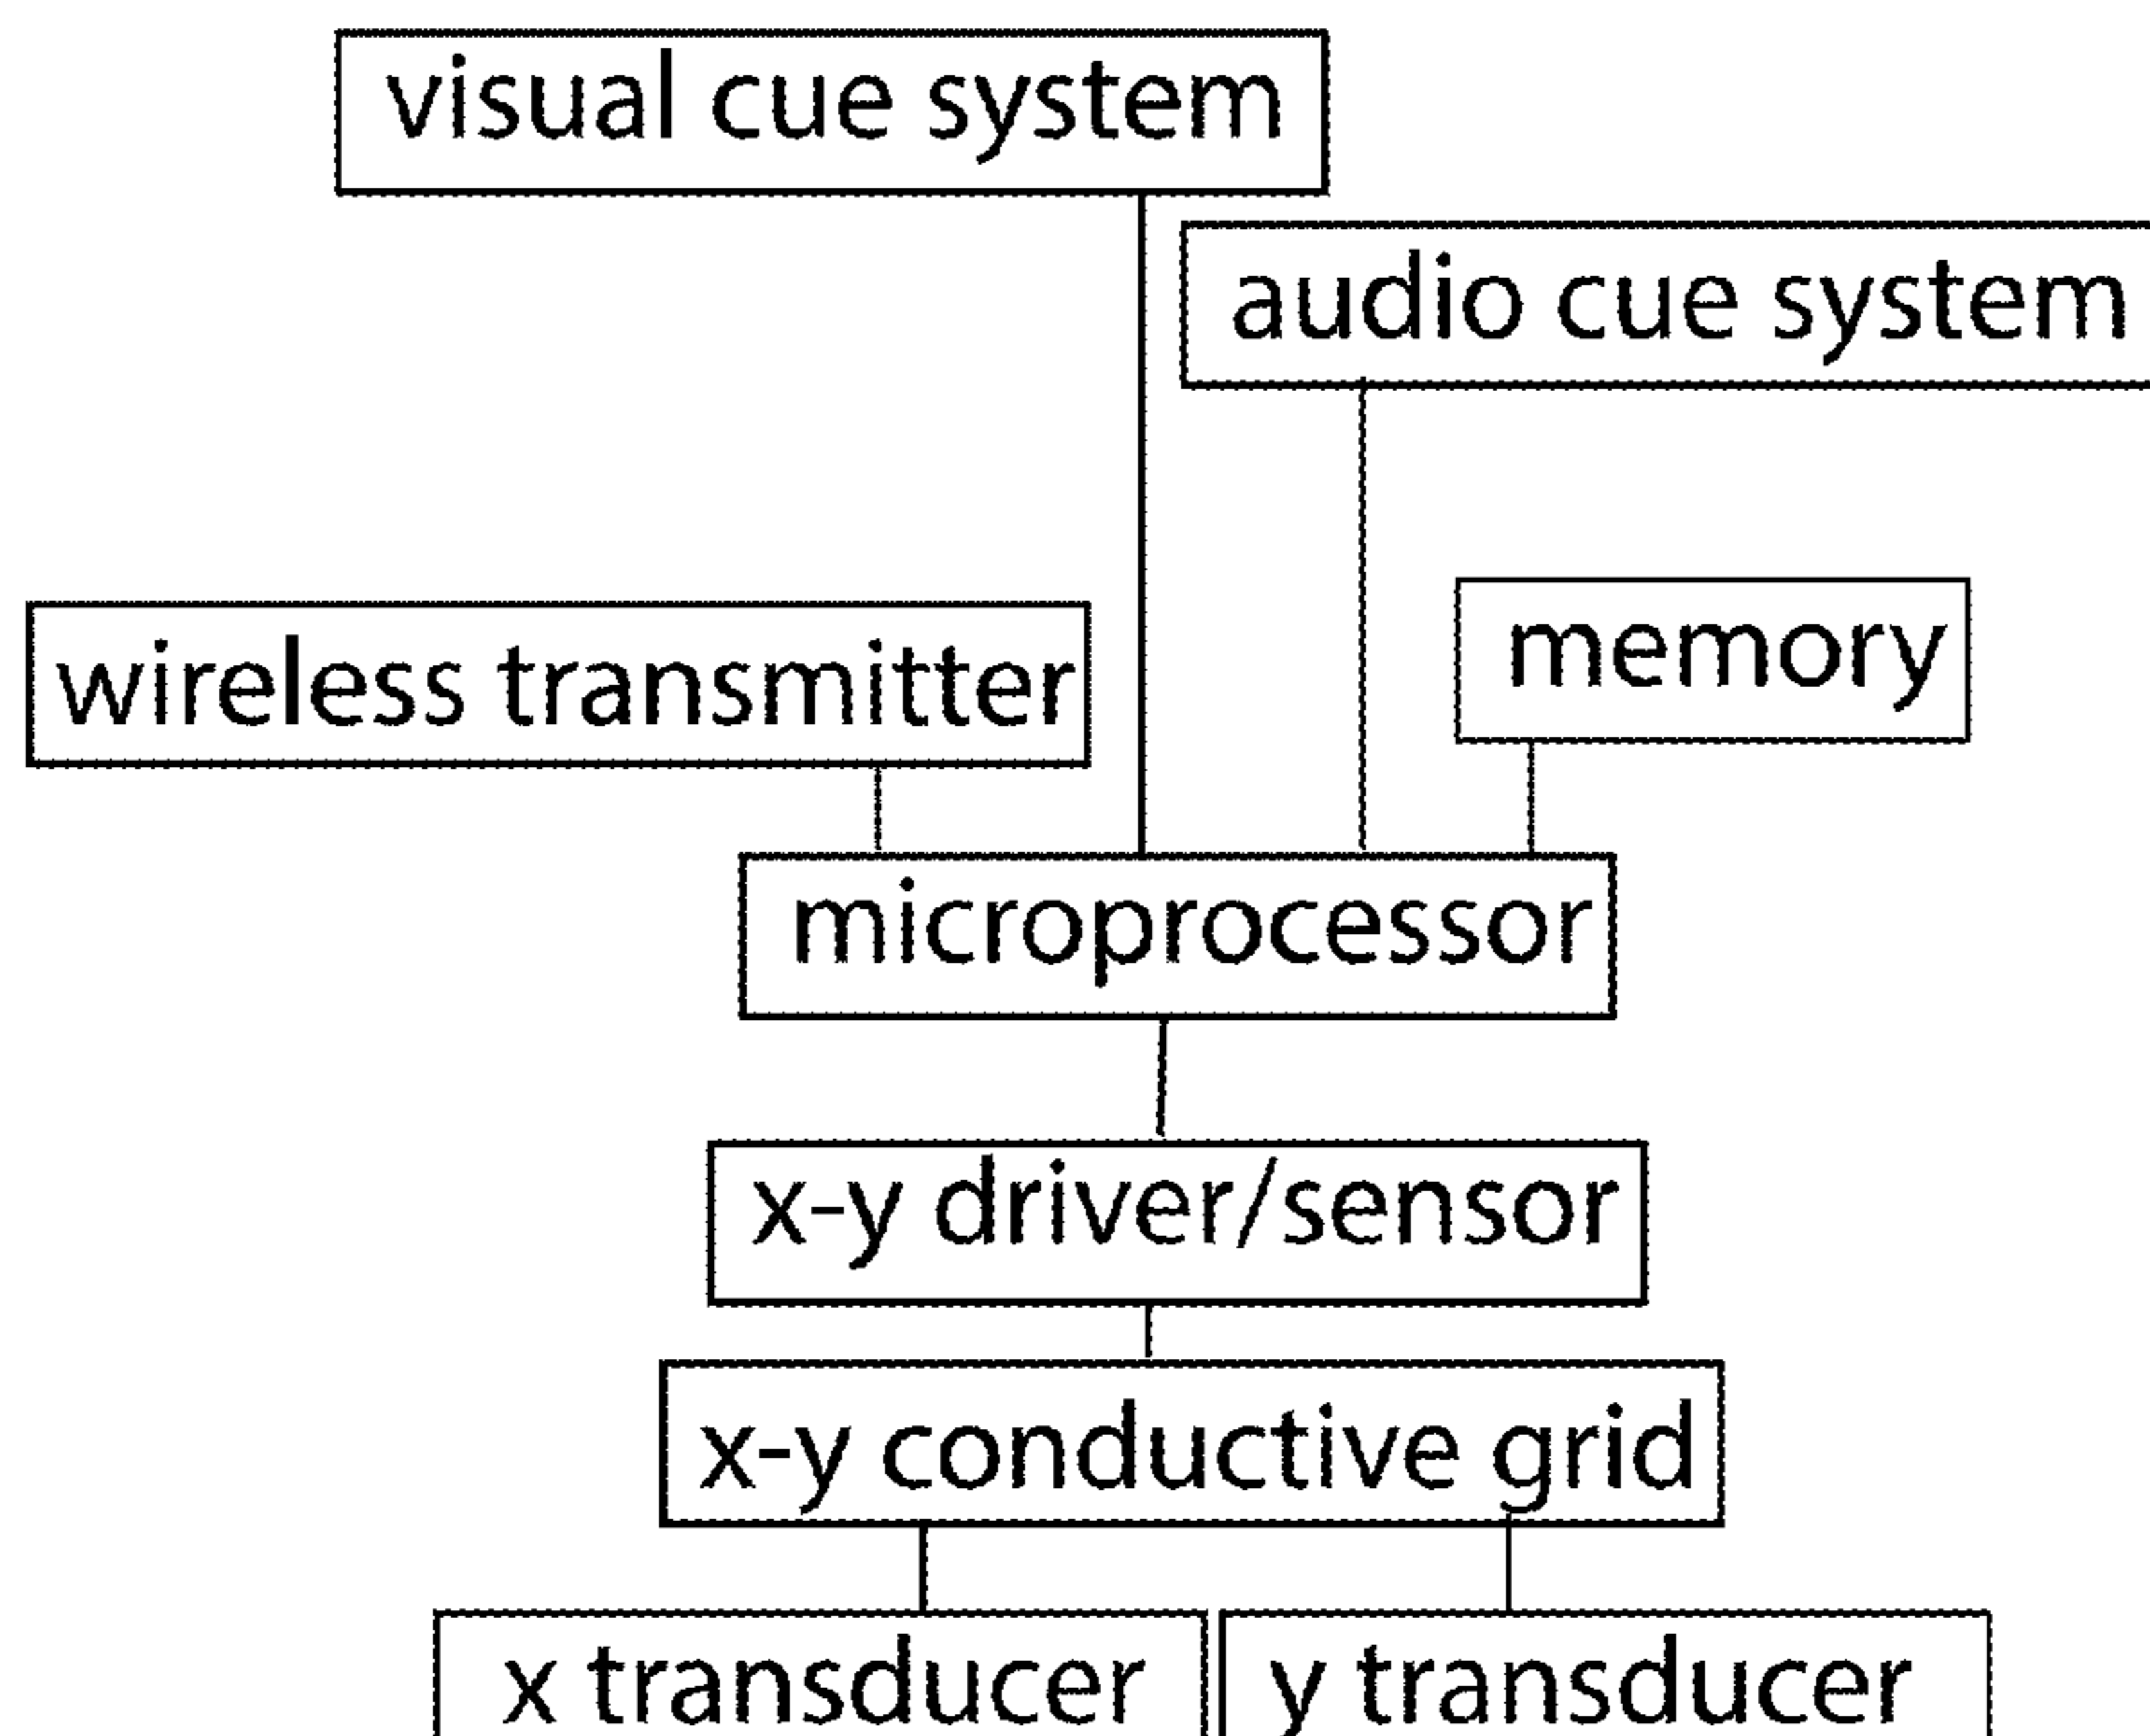 visual cue system
audio cue system
wireless transmitter
memory
microprocessor
x-y driver/sensor
x-y conductive grid
x transducer
y transducer